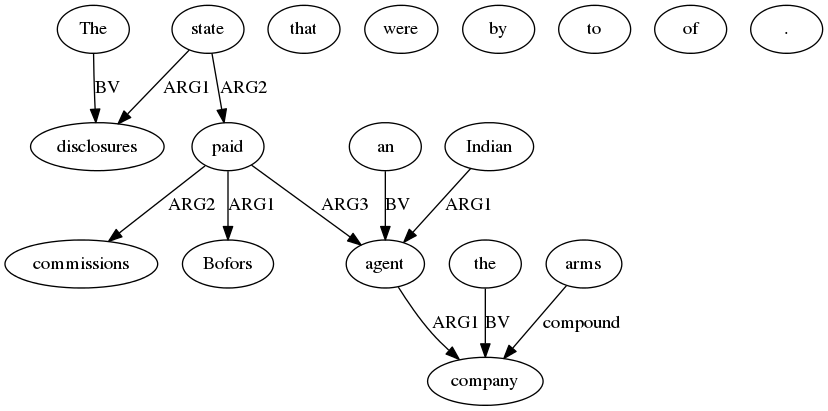 The state that were by to of .
BV ARG1 ARG2
disclosures paid an Indian
ARG2 ARG1 ARG3 BV ARG1
commissions Bofors agent the arms
ARG1 BV compound
company